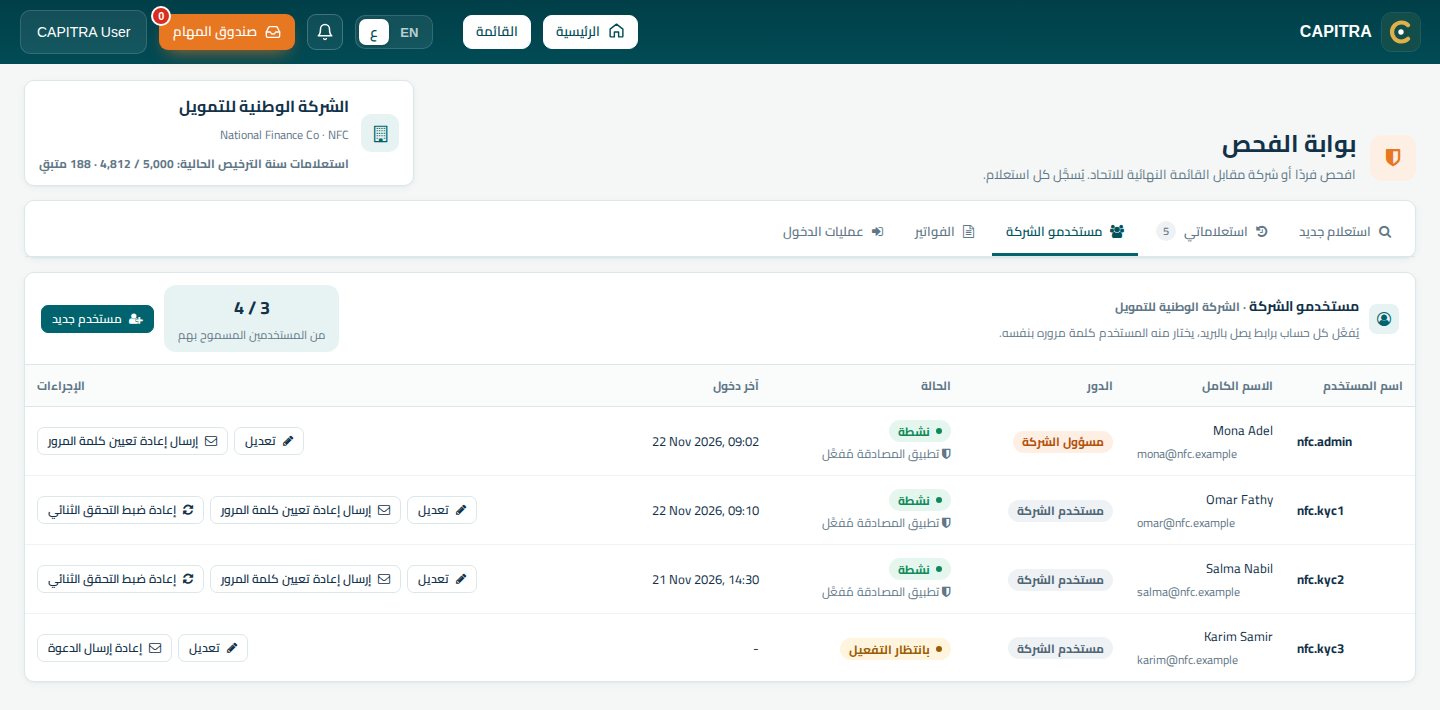 CAPITRA
الرئيسية
القائمة
EN
ع
صندوق المهام
0
CAPITRA User
بوابة الفحص
افحص فردًا أو شركة مقابل القائمة النهائية للاتحاد. يُسجَّل كل استعلام.
الشركة الوطنية للتمويل
National Finance Co · NFC
استعلامات سنة الترخيص الحالية: 5,000 / 4,812 · 188 متبقٍ
استعلام جديد
استعلاماتي 5
مستخدمو الشركة
الفواتير
عمليات الدخول
مستخدمو الشركة · الشركة الوطنية للتمويل
يُفعَّل كل حساب برابط يصل بالبريد، يختار منه المستخدم كلمة مروره بنفسه.
4 / 3
من المستخدمين المسموح بهم
مستخدم جديد
اسم المستخدم الاسم الكامل الدور الحالة آخر دخول الإجراءات
nfc.admin
Mona Adel
mona@nfc.example
مسؤول الشركة
نشطة
تطبيق المصادقة مُفعَّل
22 Nov 2026, 09:02
تعديل
إرسال إعادة تعيين كلمة المرور
nfc.kyc1
Omar Fathy
omar@nfc.example
مستخدم الشركة
نشطة
تطبيق المصادقة مُفعَّل
22 Nov 2026, 09:10
تعديل
إرسال إعادة تعيين كلمة المرور
إعادة ضبط التحقق الثنائي
nfc.kyc2
Salma Nabil
salma@nfc.example
مستخدم الشركة
نشطة
تطبيق المصادقة مُفعَّل
21 Nov 2026, 14:30
تعديل
إرسال إعادة تعيين كلمة المرور
إعادة ضبط التحقق الثنائي
nfc.kyc3
Karim Samir
karim@nfc.example
مستخدم الشركة
بانتظار التفعيل
-
تعديل
إعادة إرسال الدعوة